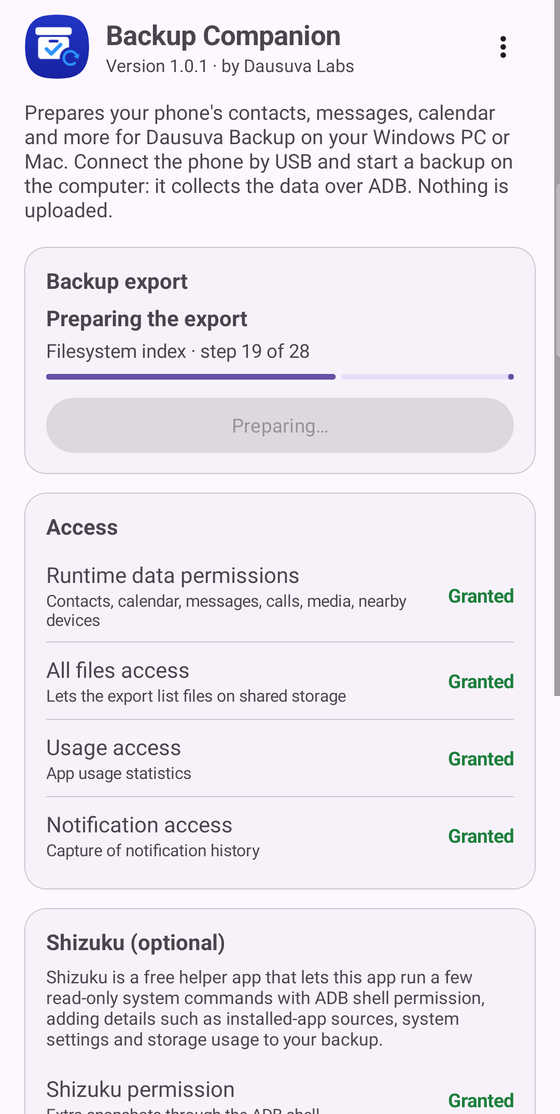 Backup Companion
Version 1.0.1 · by Dausuva Labs
Prepares your phone's contacts, messages, calendar
and more for Dausuva Backup on your Windows PC or
Mac. Connect the phone by USB and start a backup on
the computer: it collects the data over ADB. Nothing is
uploaded.
Backup export
Preparing the export
Filesystem index · step 19 of 28
Preparing…
Access
Runtime data permissions
Contacts, calendar, messages, calls, media, nearby
devices
Granted
All files access
Lets the export list files on shared storage
Granted
Usage access
App usage statistics
Granted
Notification access
Capture of notification history
Granted
Shizuku (optional)
Shizuku is a free helper app that lets this app run a few
read-only system commands with ADB shell permission,
adding details such as installed-app sources, system
settings and storage usage to your backup.
Shizuku permission
Extra snapshots through the ADB shell
Granted